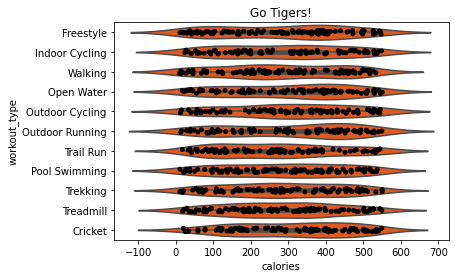 Go Tigers!
workout_type
Freestyle
Indoor Cycling
Walking
Open Water
Outdoor Cycling
Outdoor Running
Trail Run
Pool Swimming
Trekking
Treadmill
Cricket
−100 0 100 200 300 400 500 600 700
calories